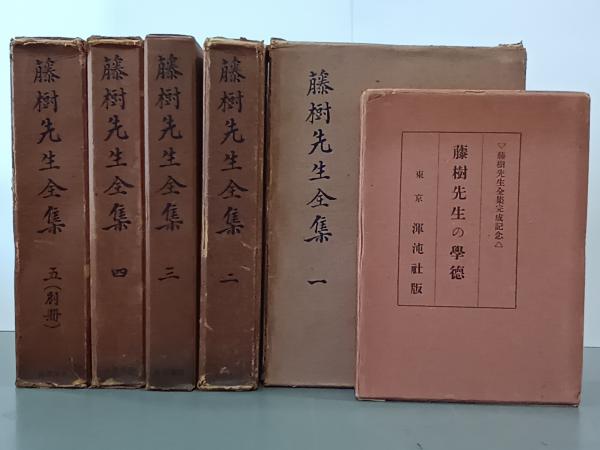 藤樹先生全集 五(別冊)
藤樹先生全集 四
藤樹先生全集 三
藤樹先生全集 二
藤樹先生全集 一
▽藤樹先生全集完成記念△
藤樹先生の學德
東京 渾沌社版